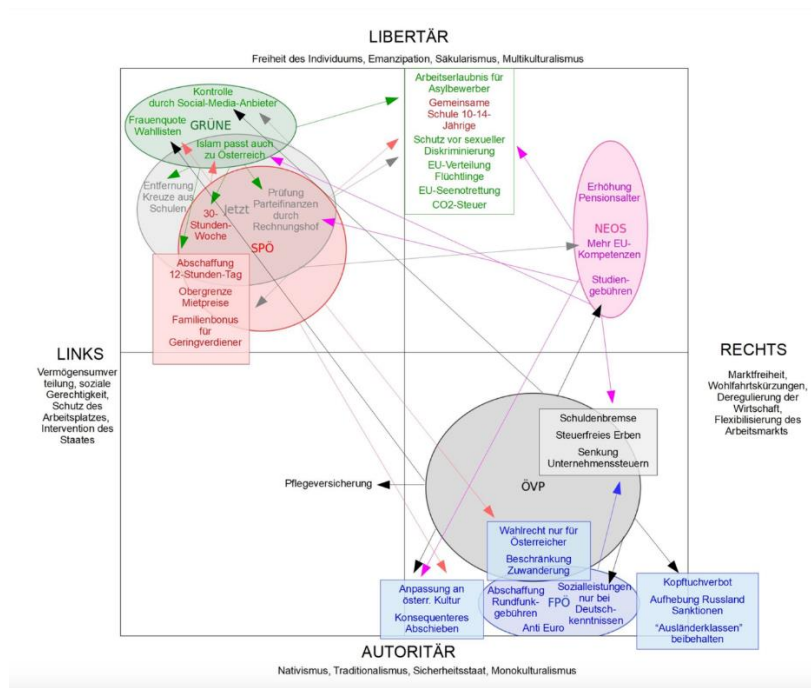 LIBERTÄR
Freiheit des Individuums, Emanzipation, Säkularismus, Multikulturalismus
Kontrolle
durch Social-Media-Anbieter
Frauenquote
Wahllisten
GRÜNE
Islam passt auch
zu Österreich
Entfernung
Kreuze aus
Schulen
Jetzt
30-
Stunden-
Woche
Prüfung
Parteifinanzen
durch
Rechnungshof
SPÖ
Abschaffung
12-Stunden-Tag
Obergrenze
Mietpreise
Familienbonus
für
Geringverdiener
Arbeitserlaubnis für
Asylbewerber
Gemeinsame
Schule 10-14-
Jährige
Schutz vor sexueller
Diskriminierung
EU-Verteilung
Flüchtlinge
EU-Seenotrettung
CO2-Steuer
Erhöhung
Pensionsalter
NEOS
Mehr EU-
Kompetenzen
Studien-
gebühren
LINKS
Vermögensumver
teilung, soziale
Gerechtigkeit,
Schutz des
Arbeitsplatzes,
Intervention des
Staates
RECHTS
Marktfreiheit,
Wohlfahrtskürzungen,
Deregulierung der
Wirtschaft,
Flexibilisierung des
Arbeitsmarkts
Schuldenbremse
Steuerfreies Erben
Senkung
Unternehmenssteuern
ÖVP
Pflegeversicherung
Wahlrecht nur für
Österreicher
Beschränkung
Zuwanderung
Anpassung an
österr. Kultur
Konsequenteres
Abschieben
Abschaffung
Rundfunk-
gebühren
FPÖ
Sozialleistungen
nur bei
Deutsch-
kenntnissen
Anti Euro
Kopftuchverbot
Aufhebung Russland
Sanktionen
"Ausländerklassen"
beibehalten
AUTORITÄR
Nativismus, Traditionalismus, Sicherheitsstaat, Monokulturalismus